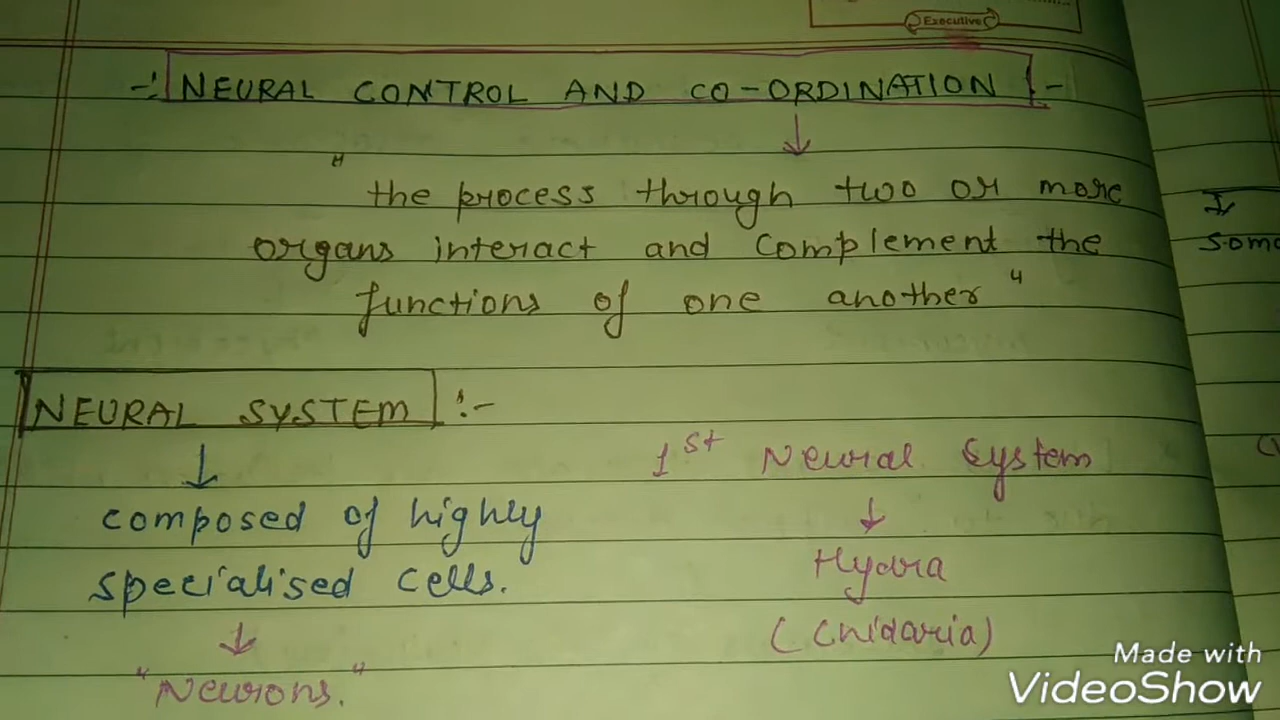 Executive
-: NEURAL CONTROL AND CO-ORDINATION :-
↓
" the process through two or more
organs interact and complement the
functions of one another "
NEURAL SYSTEM :-
↓
composed of highly
specialised cells.
↓
"Neurons."
1st Neural System
↓
Hydra
(Cnidaria)
Made with
VideoShow